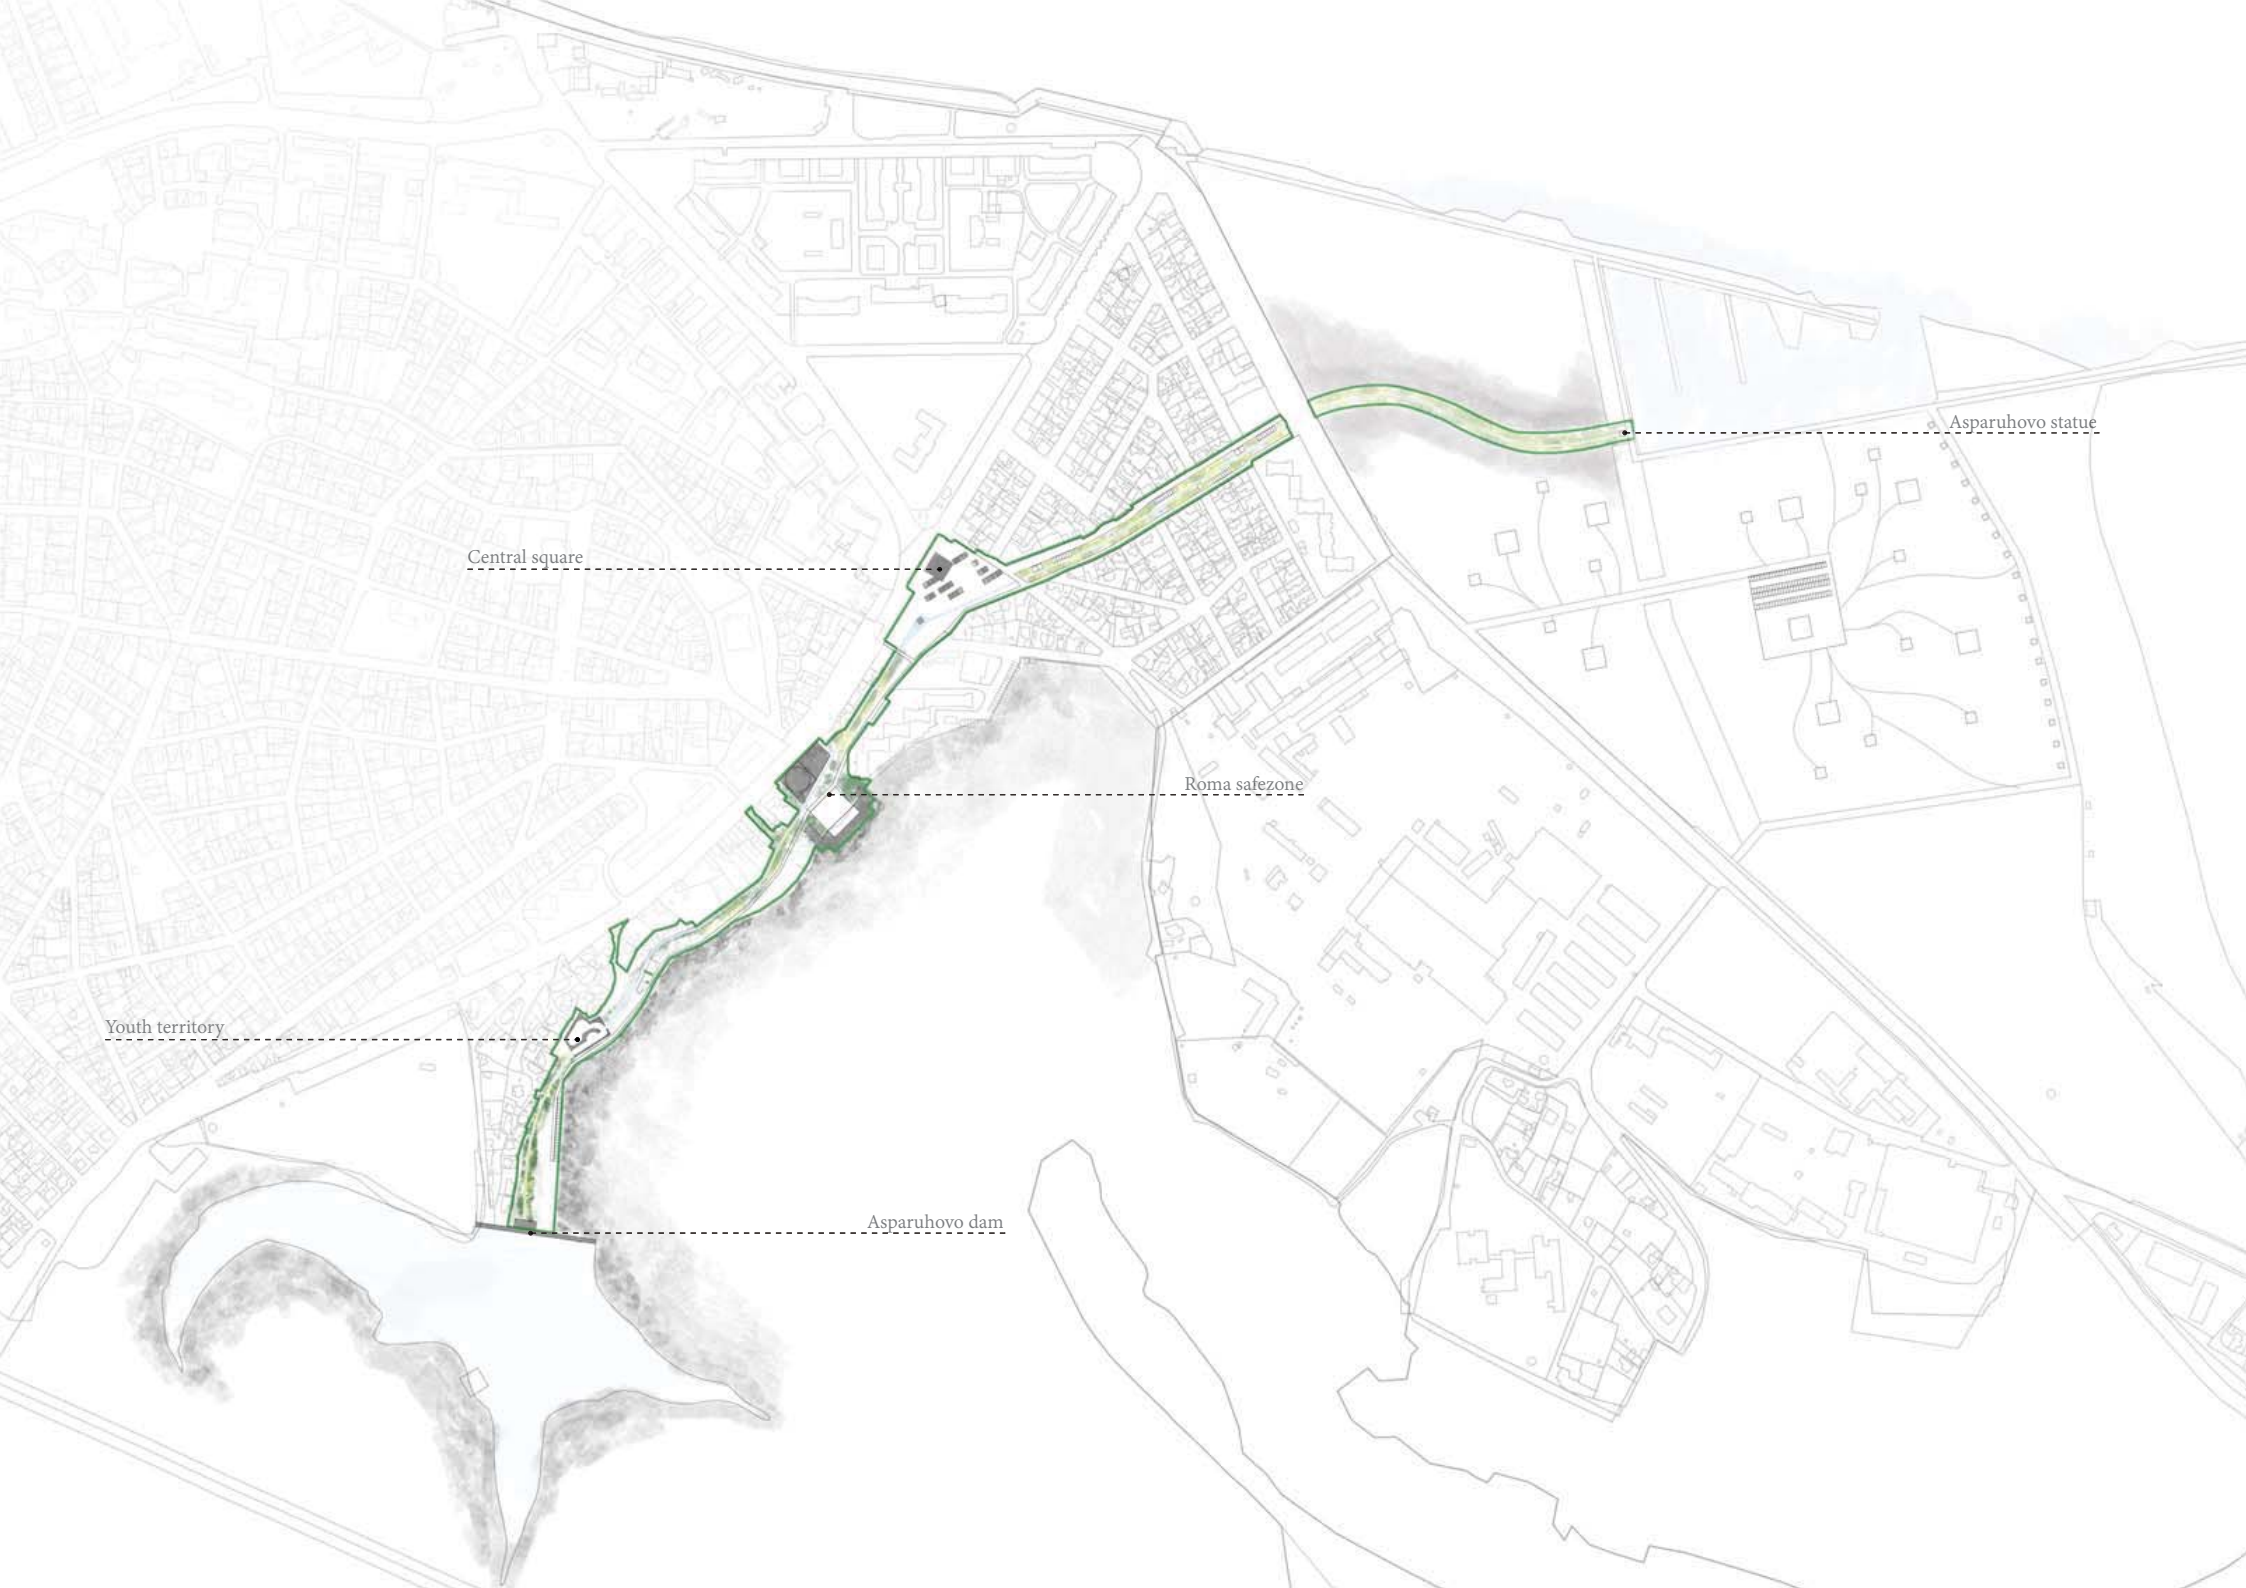 Asparuhovo statue
Central square
Roma safezone
Youth territory
Asparuhovo dam